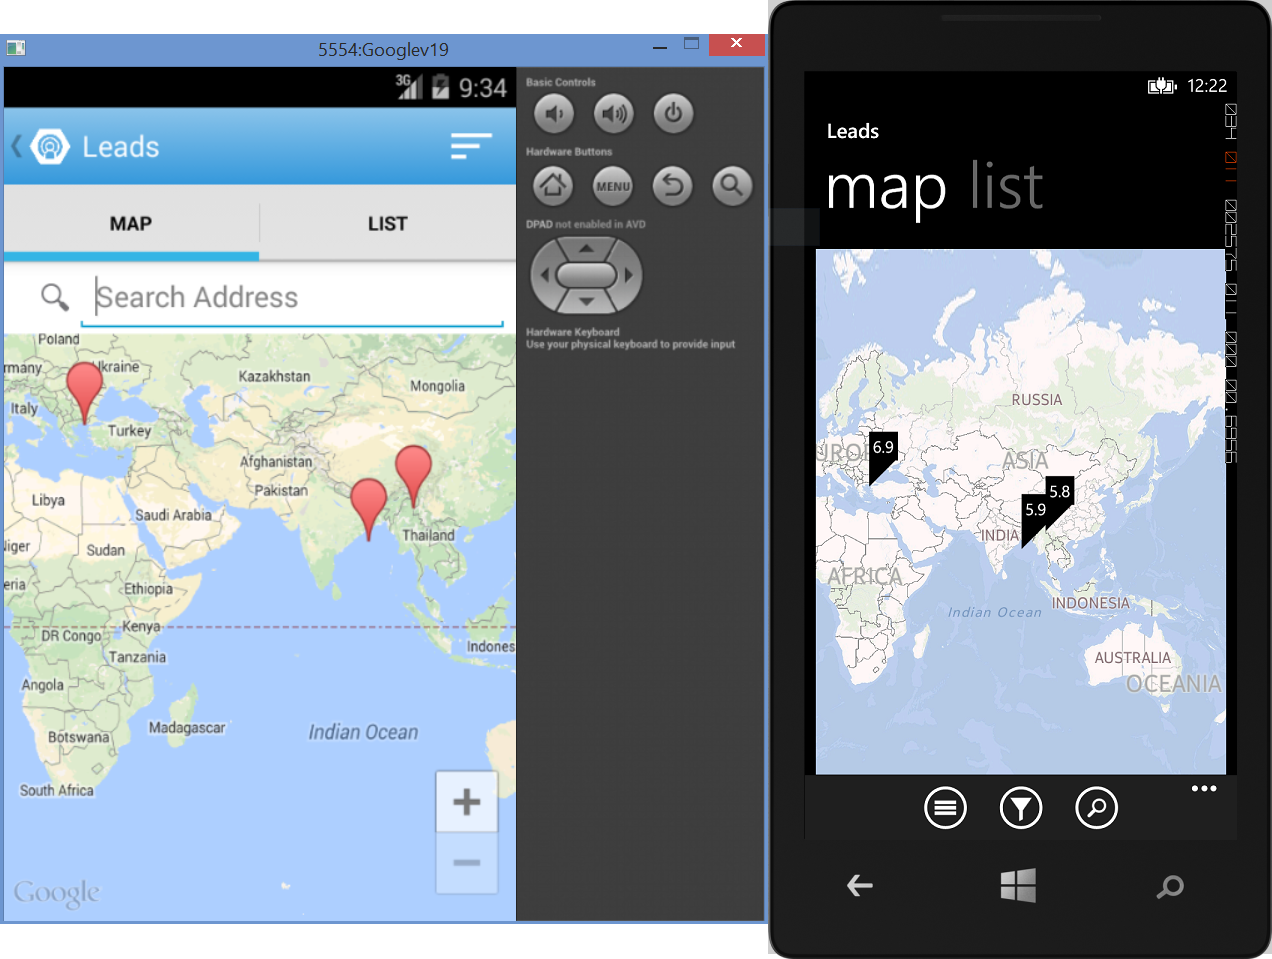 5554:Googlev19
3G 9:34
Leads
MAP
LIST
Search Address
Poland
many
Ukraine
Kazakhstan
Mongolia
Italy
Turkey
Afghanistan
Pakistan
Libya
Saudi Arabia
Thailand
Niger
Sudan
eria
Ethiopia
Kenya
DR Congo
Tanzania
Indones
Angola
Madagascar
Indian Ocean
Botswana
South Africa
+
−
Google
Basic Controls
Hardware Buttons
MENU
DPAD not enabled in AVD
Hardware Keyboard
Use your physical keyboard to provide input
12:22
Leads
map list
RUSSIA
6.9
UROP
ASIA
5.8
5.9
INDIA
AFRICA
INDONESIA
Indian Ocean
AUSTRALIA
OCEANIA